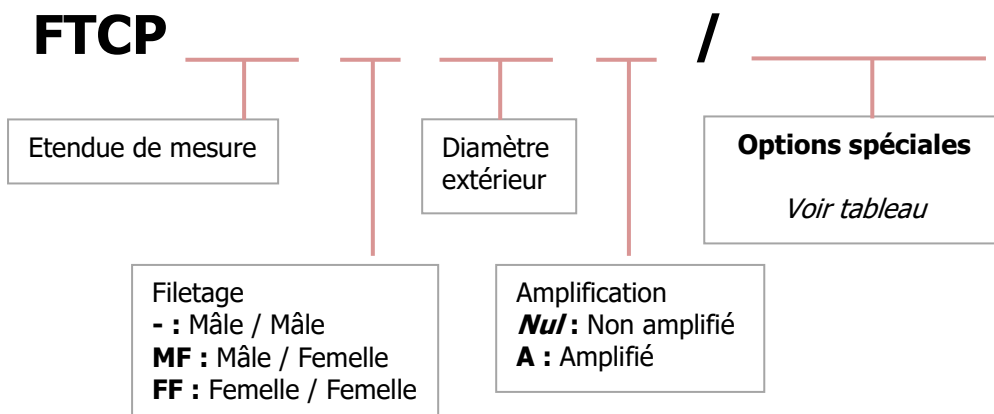 FTCP /
Etendue de mesure
Diamètre
extérieur
Options spéciales
Voir tableau
Filetage
- : Mâle / Mâle
MF : Mâle / Femelle
FF : Femelle / Femelle
Amplification
Nul : Non amplifié
A : Amplifié